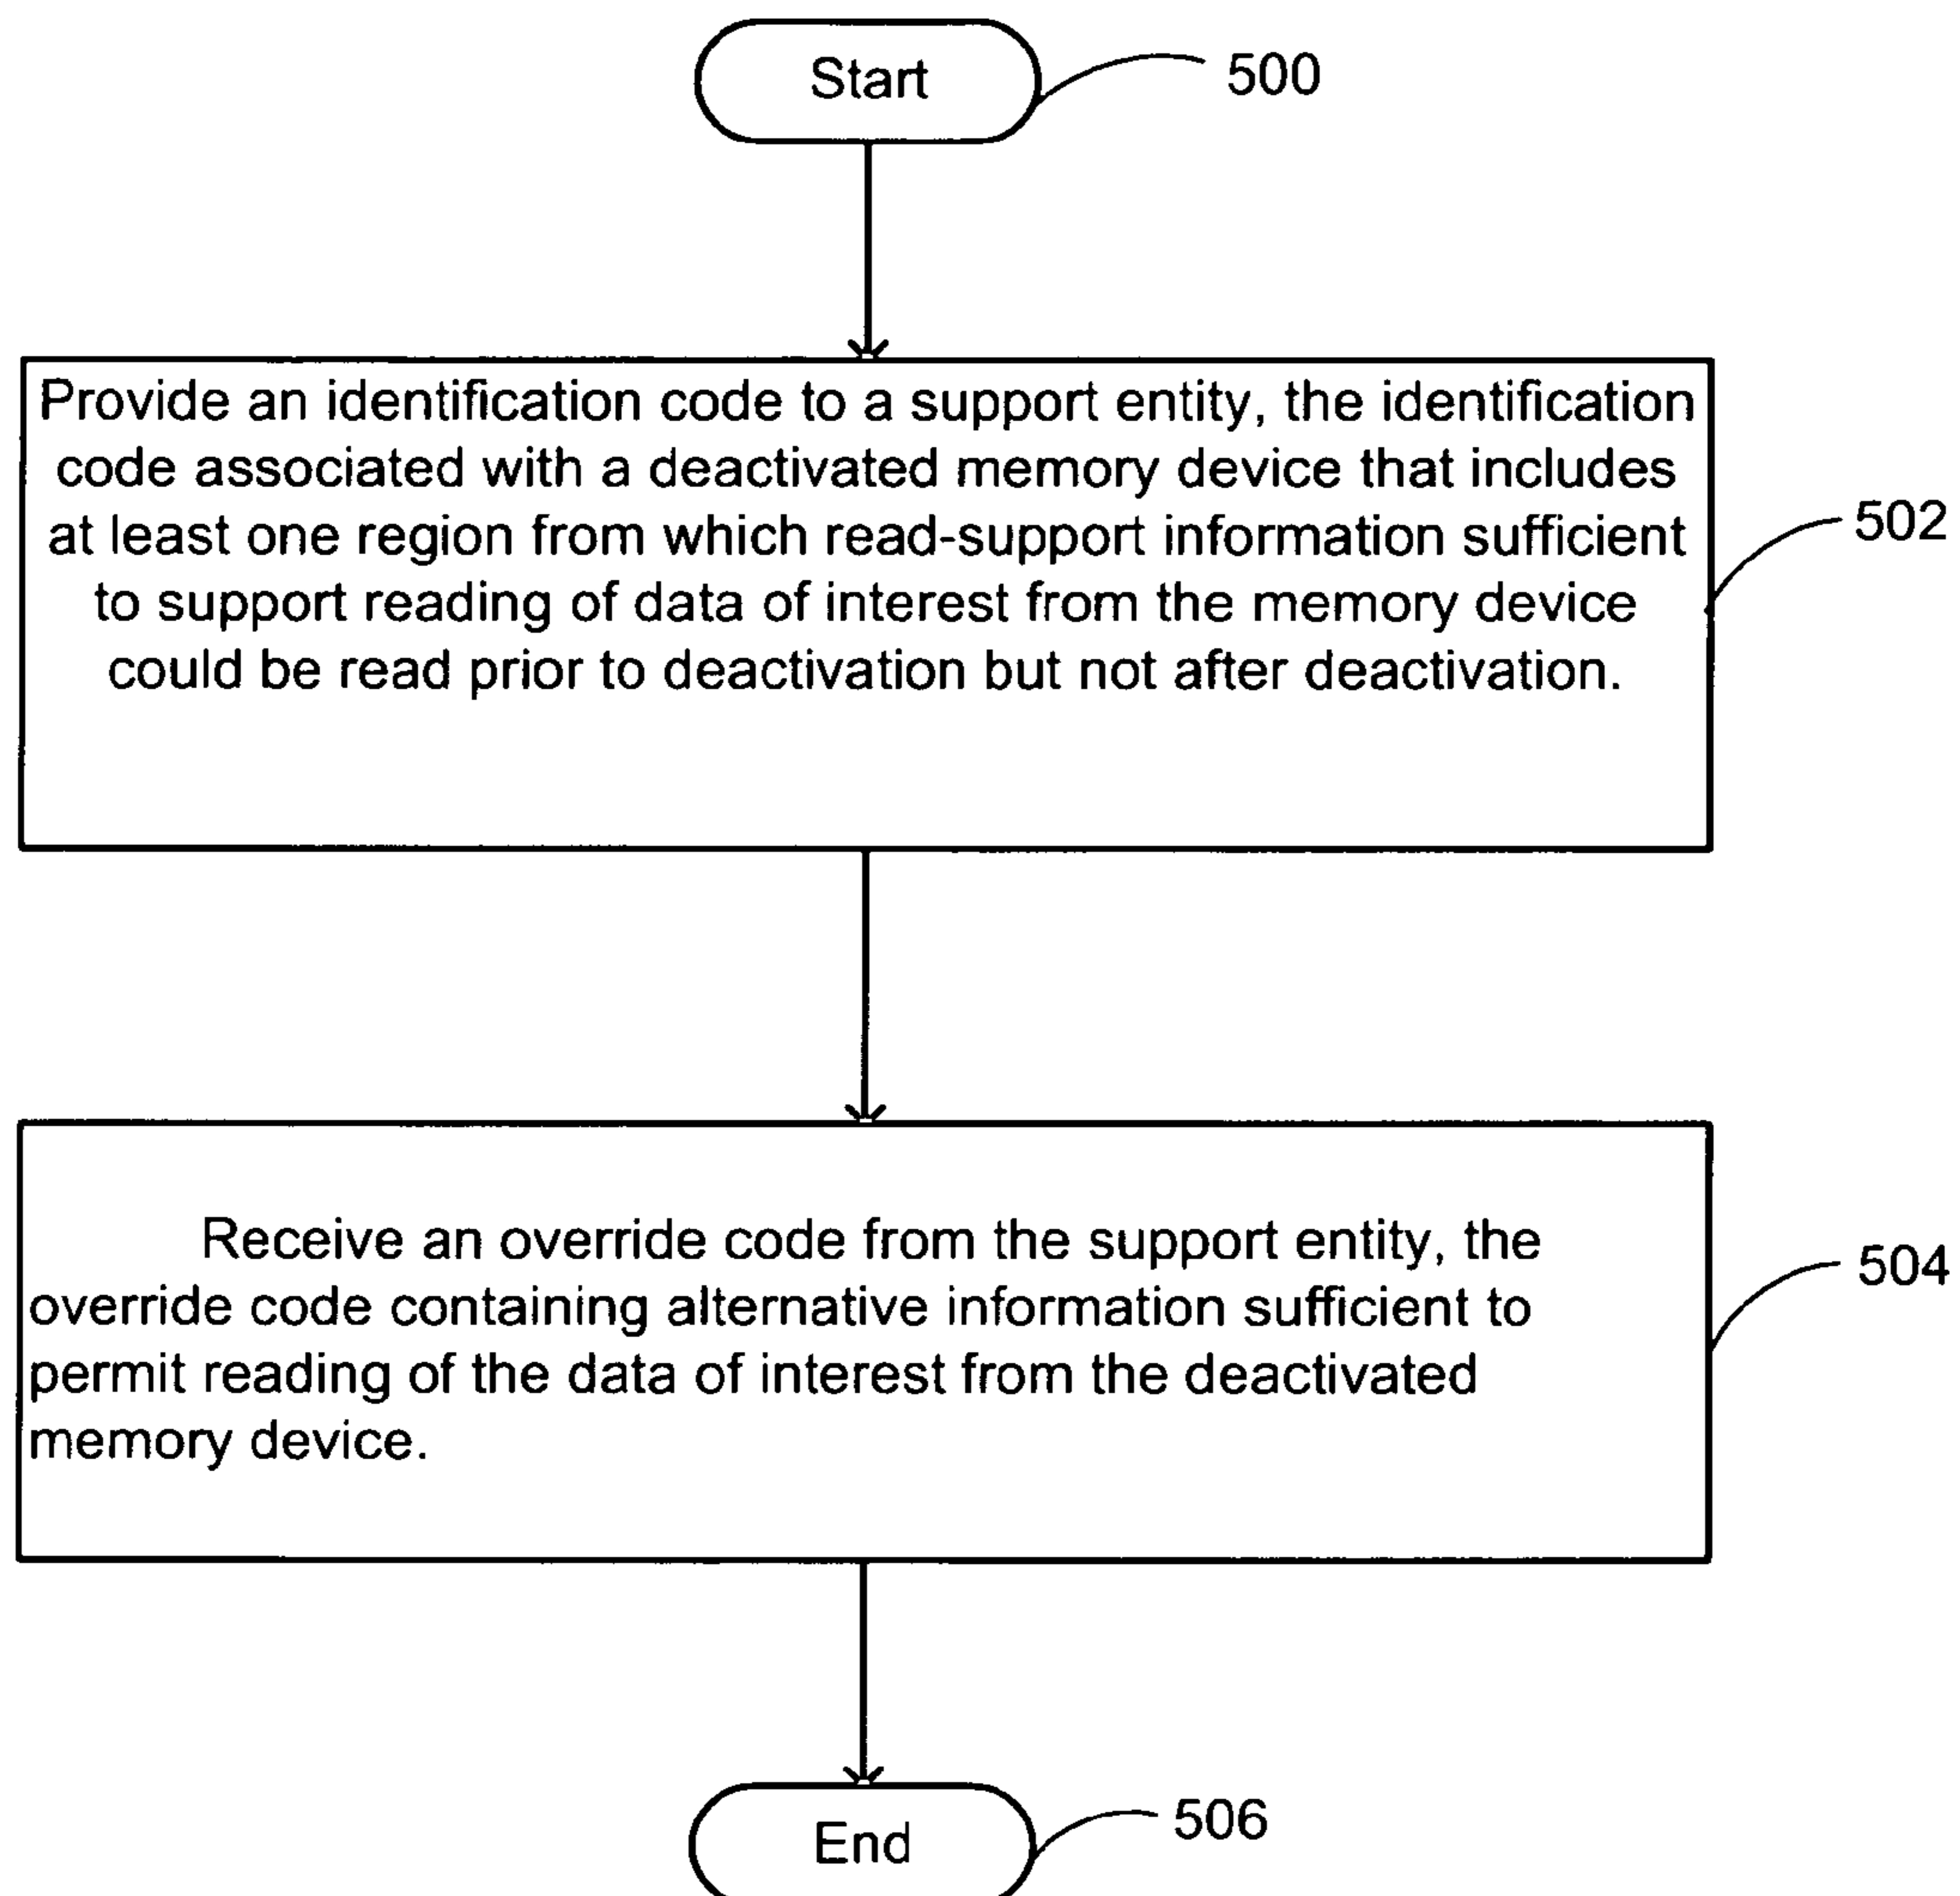 Start
500
Provide an identification code to a support entity, the identification
code associated with a deactivated memory device that includes
at least one region from which read-support information sufficient
to support reading of data of interest from the memory device
could be read prior to deactivation but not after deactivation.
502
Receive an override code from the support entity, the
override code containing alternative information sufficient to
permit reading of the data of interest from the deactivated
memory device.
504
End
506